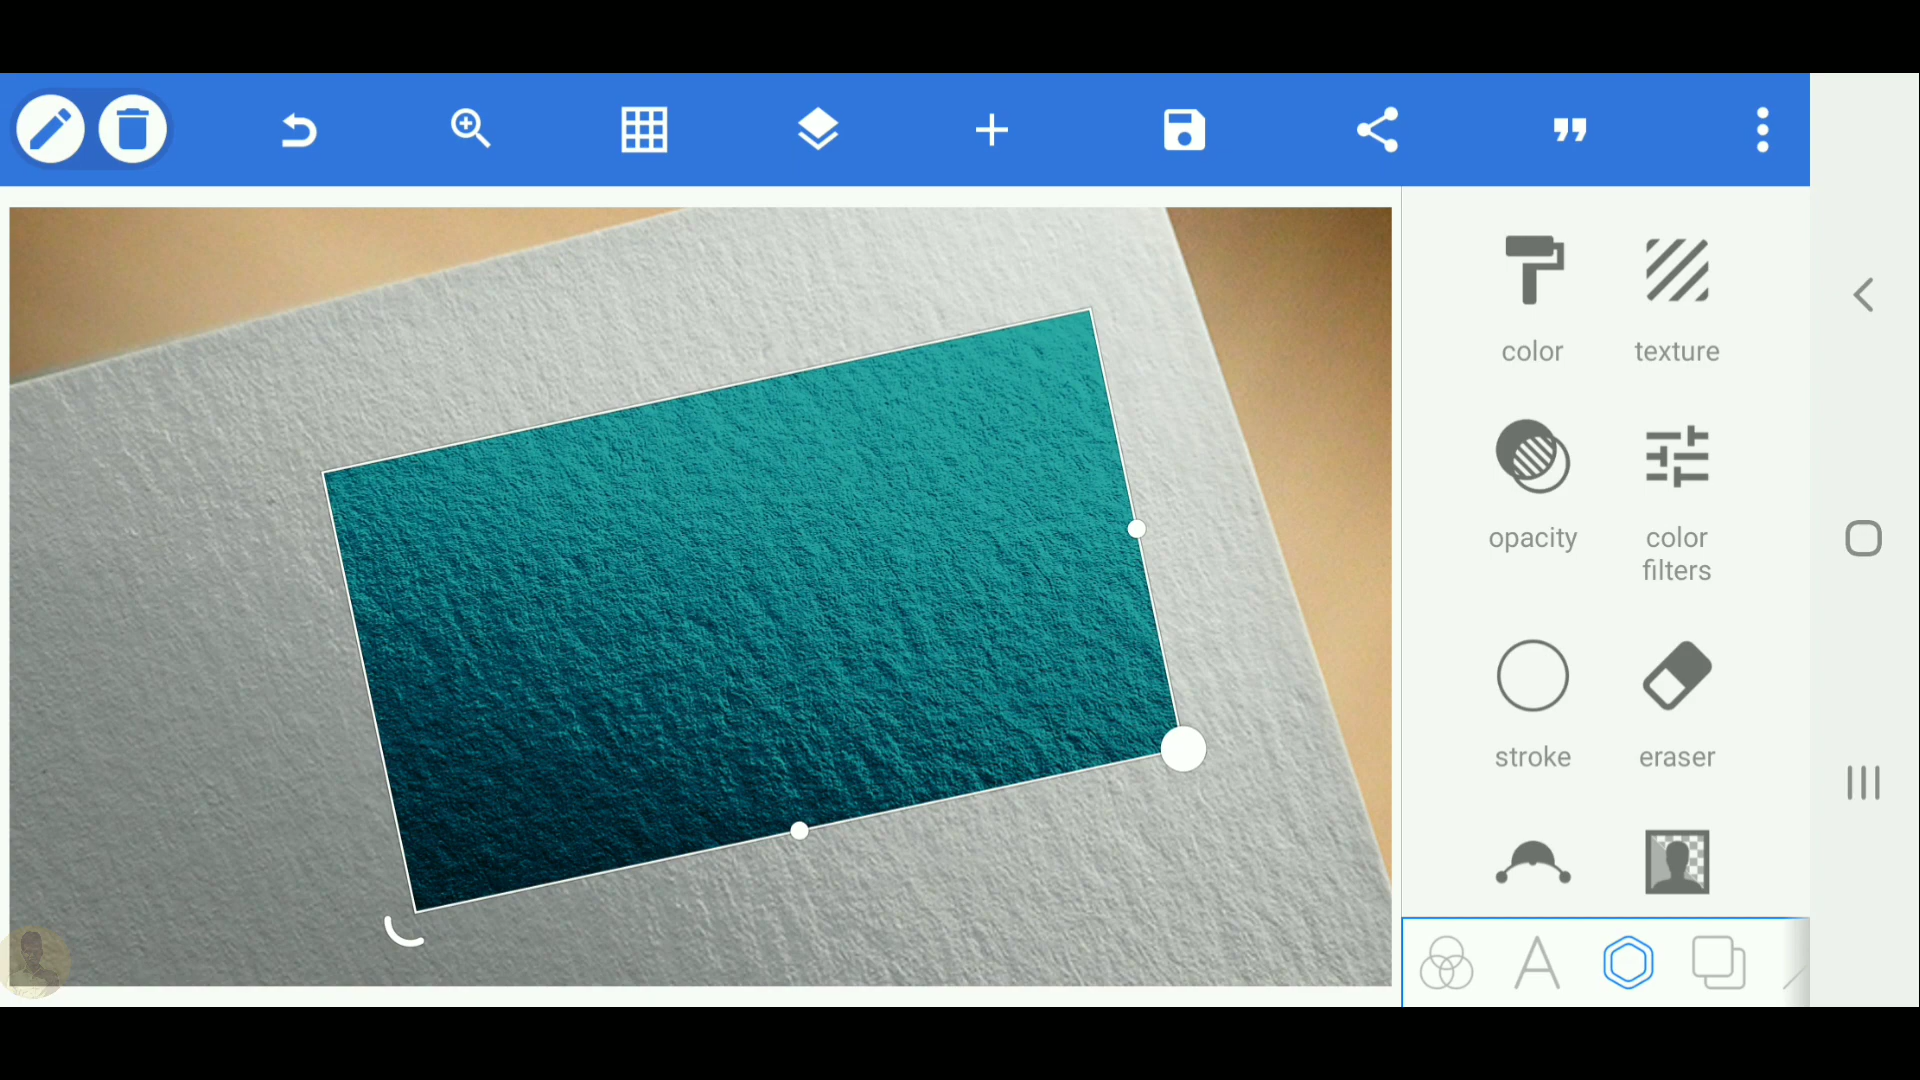 color
texture
opacity
color
filters
stroke
eraser